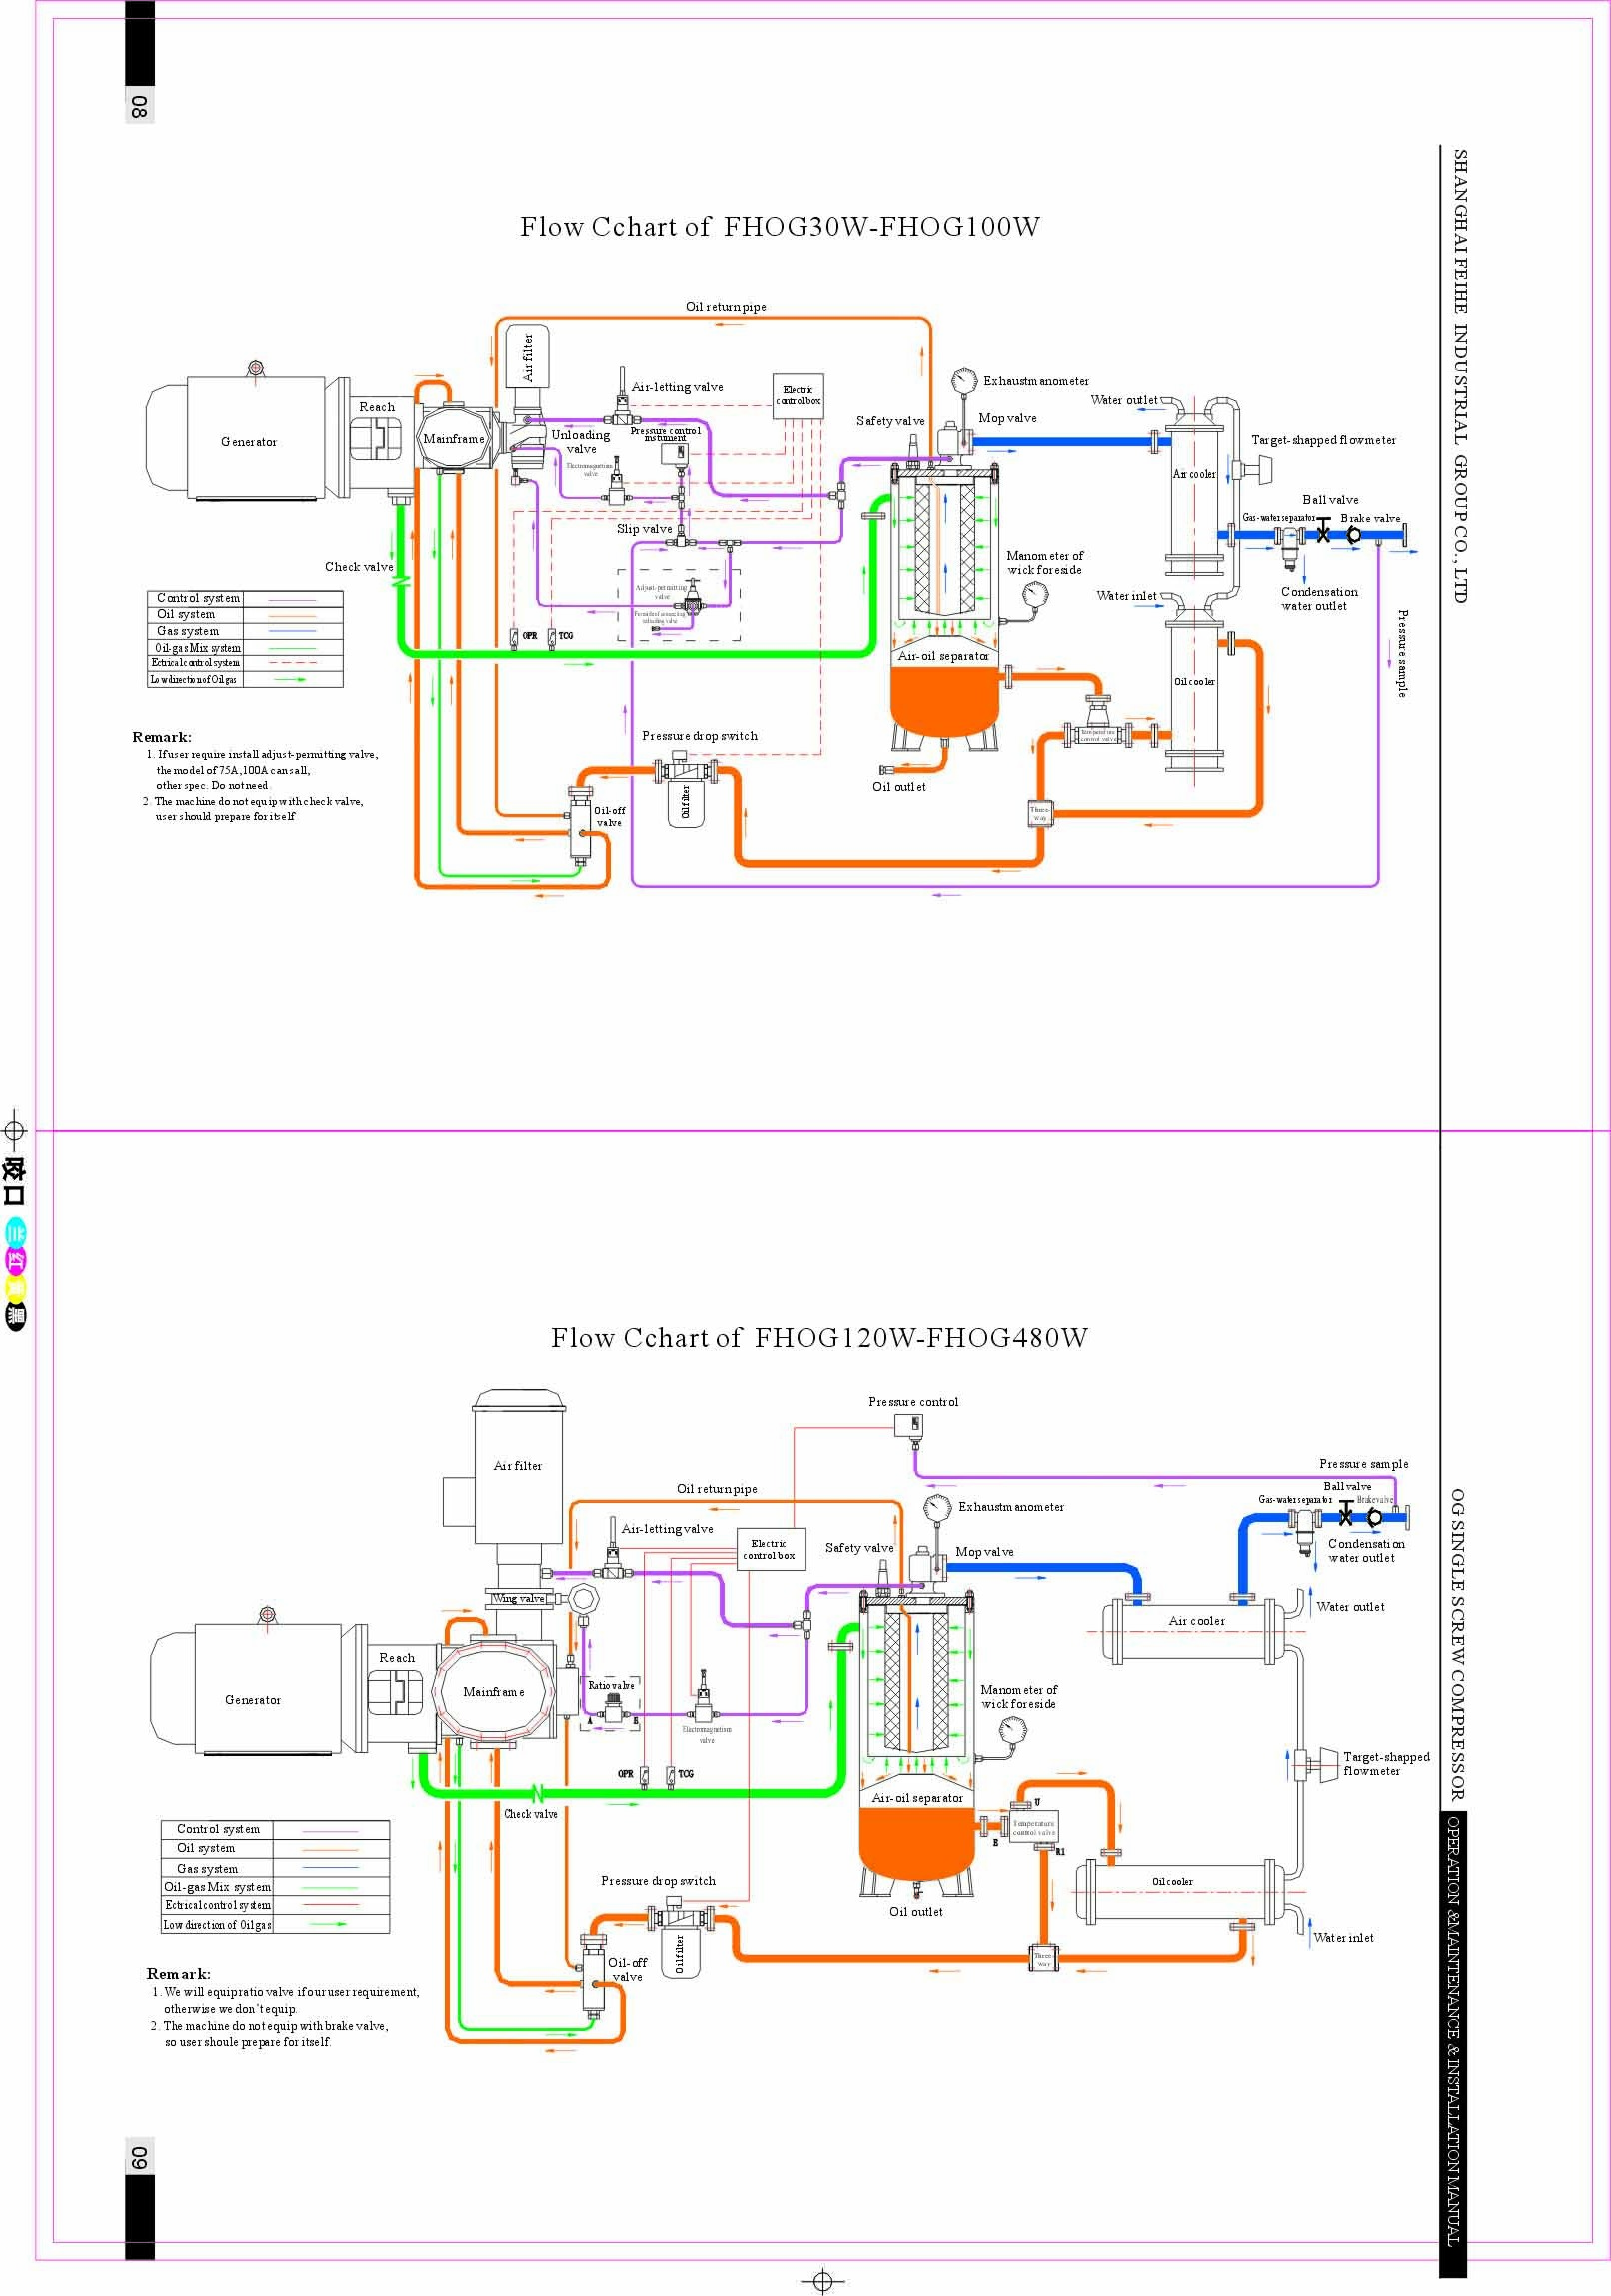 08
SHANGHAI FEIHE INDUSTRIAL GROUP CO., LTD
Flow Cchart of FHOG30W-FHOG100W
Oil return pipe
Air filter
Air-letting valve
Electric
control box
Exhaust manometer
Water outlet
Reach
Safety valve
Mop valve
Generator
Mainframe
Unloading
valve
Pressure control
instument
Target-shapped flowmeter
Electromagnetism
valve
Air cooler
Ball valve
Gas-water separator
Brake valve
Slip valve
Check valve
Manometer of
wick foreside
Adjust-permitting
valve
Water inlet
Condensation
water outlet
Control system
Oil system
Gas system
Oil-gas Mix system
Ectrical control system
Low direction of Oil gas
OPR
TCG
Air-oil separator
Oil cooler
Pressure sample
Remark:
1. If user require install adjust-permitting valve,
the model of 75A,100A can sall,
other spec. Do not need
2. The machine do not equip with check valve,
user should prepare for itself
Pressure drop switch
Temperature
control valve
Oil outlet
Oil filter
Oil-off
valve
Three-
way
咬口
兰
红
黄
黑
Flow Cchart of FHOG120W-FHOG480W
Pressure control
Air filter
Pressure sample
Oil return pipe
Ball valve
Gas-water separator
Brake valve
Exhaust manometer
Air-letting valve
Electric
control box
Safety valve
Mop valve
Condensation
water outlet
Wing valve
Water outlet
Air cooler
Reach
Generator
Mainframe
Ratio valve
A
E
Electromagnetism
valve
Manometer of
wick foreside
Target-shapped
flowmeter
OPR
TCG
Check valve
Air-oil separator
U
Temperature
control valve
E
R1
Control system
Oil system
Gas system
Oil-gas Mix system
Ectrical control system
Low direction of Oil gas
Pressure drop switch
Oil cooler
Oil outlet
Water inlet
Oil filter
Oil-off
valve
Three-
way
Remark:
1. We will equip ratio valve if our user requirement,
otherwise we don't equip.
2. The machine do not equip with brake valve,
so user shoule prepare for itself.
OG SINGLE SCREW COMPRESSOR
OPERATION &MAINTENANCE & INSTALLATION MANUAL
09